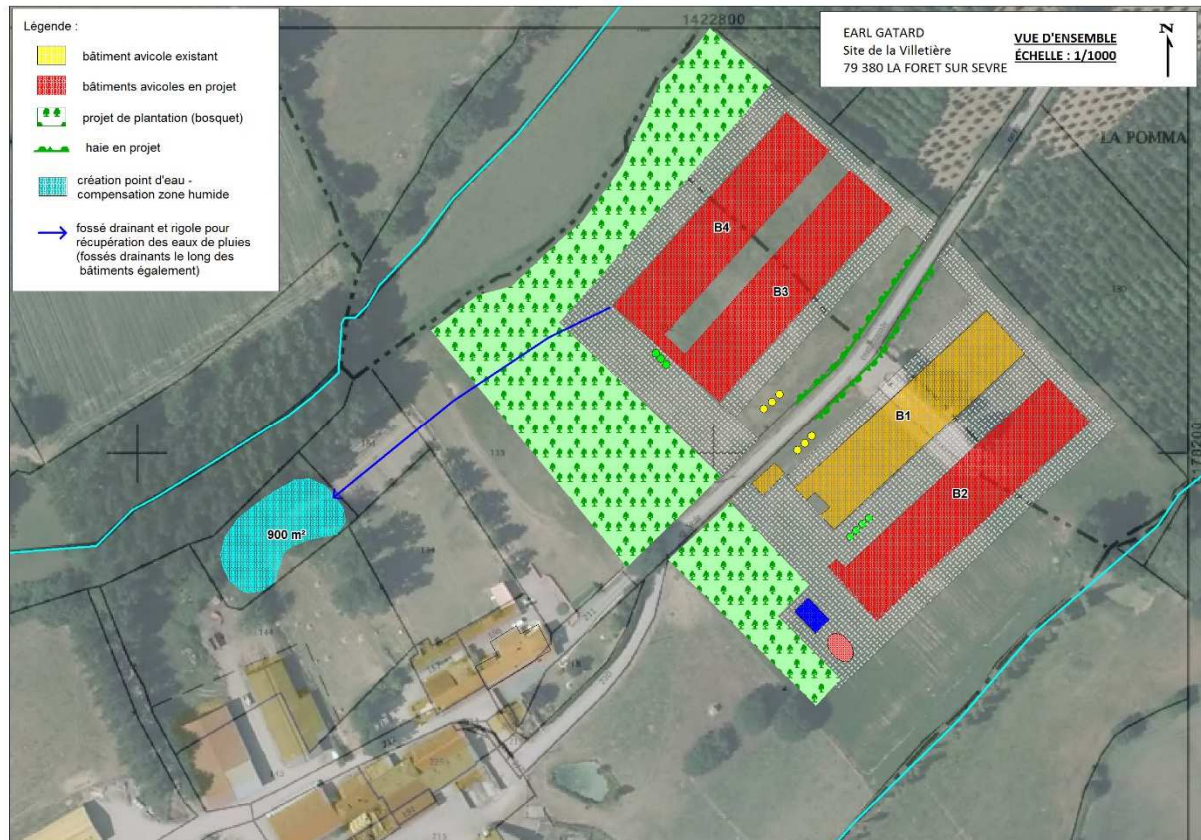 Légende :
bâtiment avicole existant
bâtiments avicoles en projet
projet de plantation (bosquet)
haie en projet
création point d'eau -
compensation zone humide
fossé drainant et rigole pour
récupération des eaux de pluies
(fossés drainants le long des
bâtiments également)
1422800
EARL GATARD
Site de la Villetière
79 380 LA FORET SUR SEVRE
VUE D'ENSEMBLE
ÉCHELLE : 1/1000
N
LA POMMA
B4
B3
B1
B2
900 m²
144